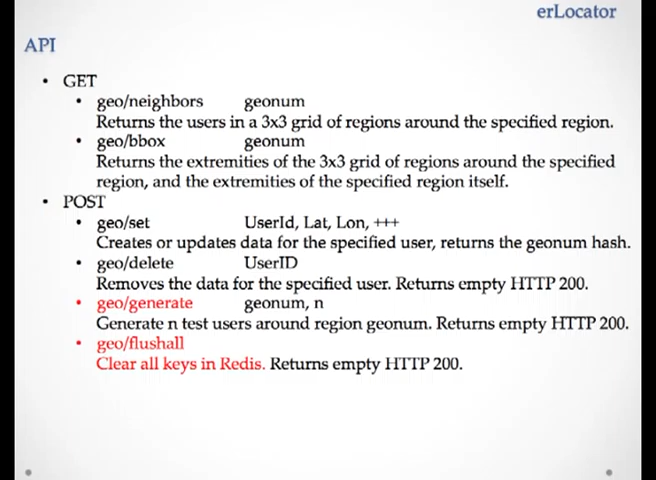 erLocator
API
• GET
• geo/neighbors geonum
Returns the users in a 3x3 grid of regions around the specified region.
• geo/bbox geonum
Returns the extremities of the 3x3 grid of regions around the specified
region, and the extremities of the specified region itself.
• POST
• geo/set UserId, Lat, Lon, +++
Creates or updates data for the specified user, returns the geonum hash.
• geo/delete UserID
Removes the data for the specified user. Returns empty HTTP 200.
• geo/generate geonum, n
Generate n test users around region geonum. Returns empty HTTP 200.
• geo/flushall
Clear all keys in Redis. Returns empty HTTP 200.